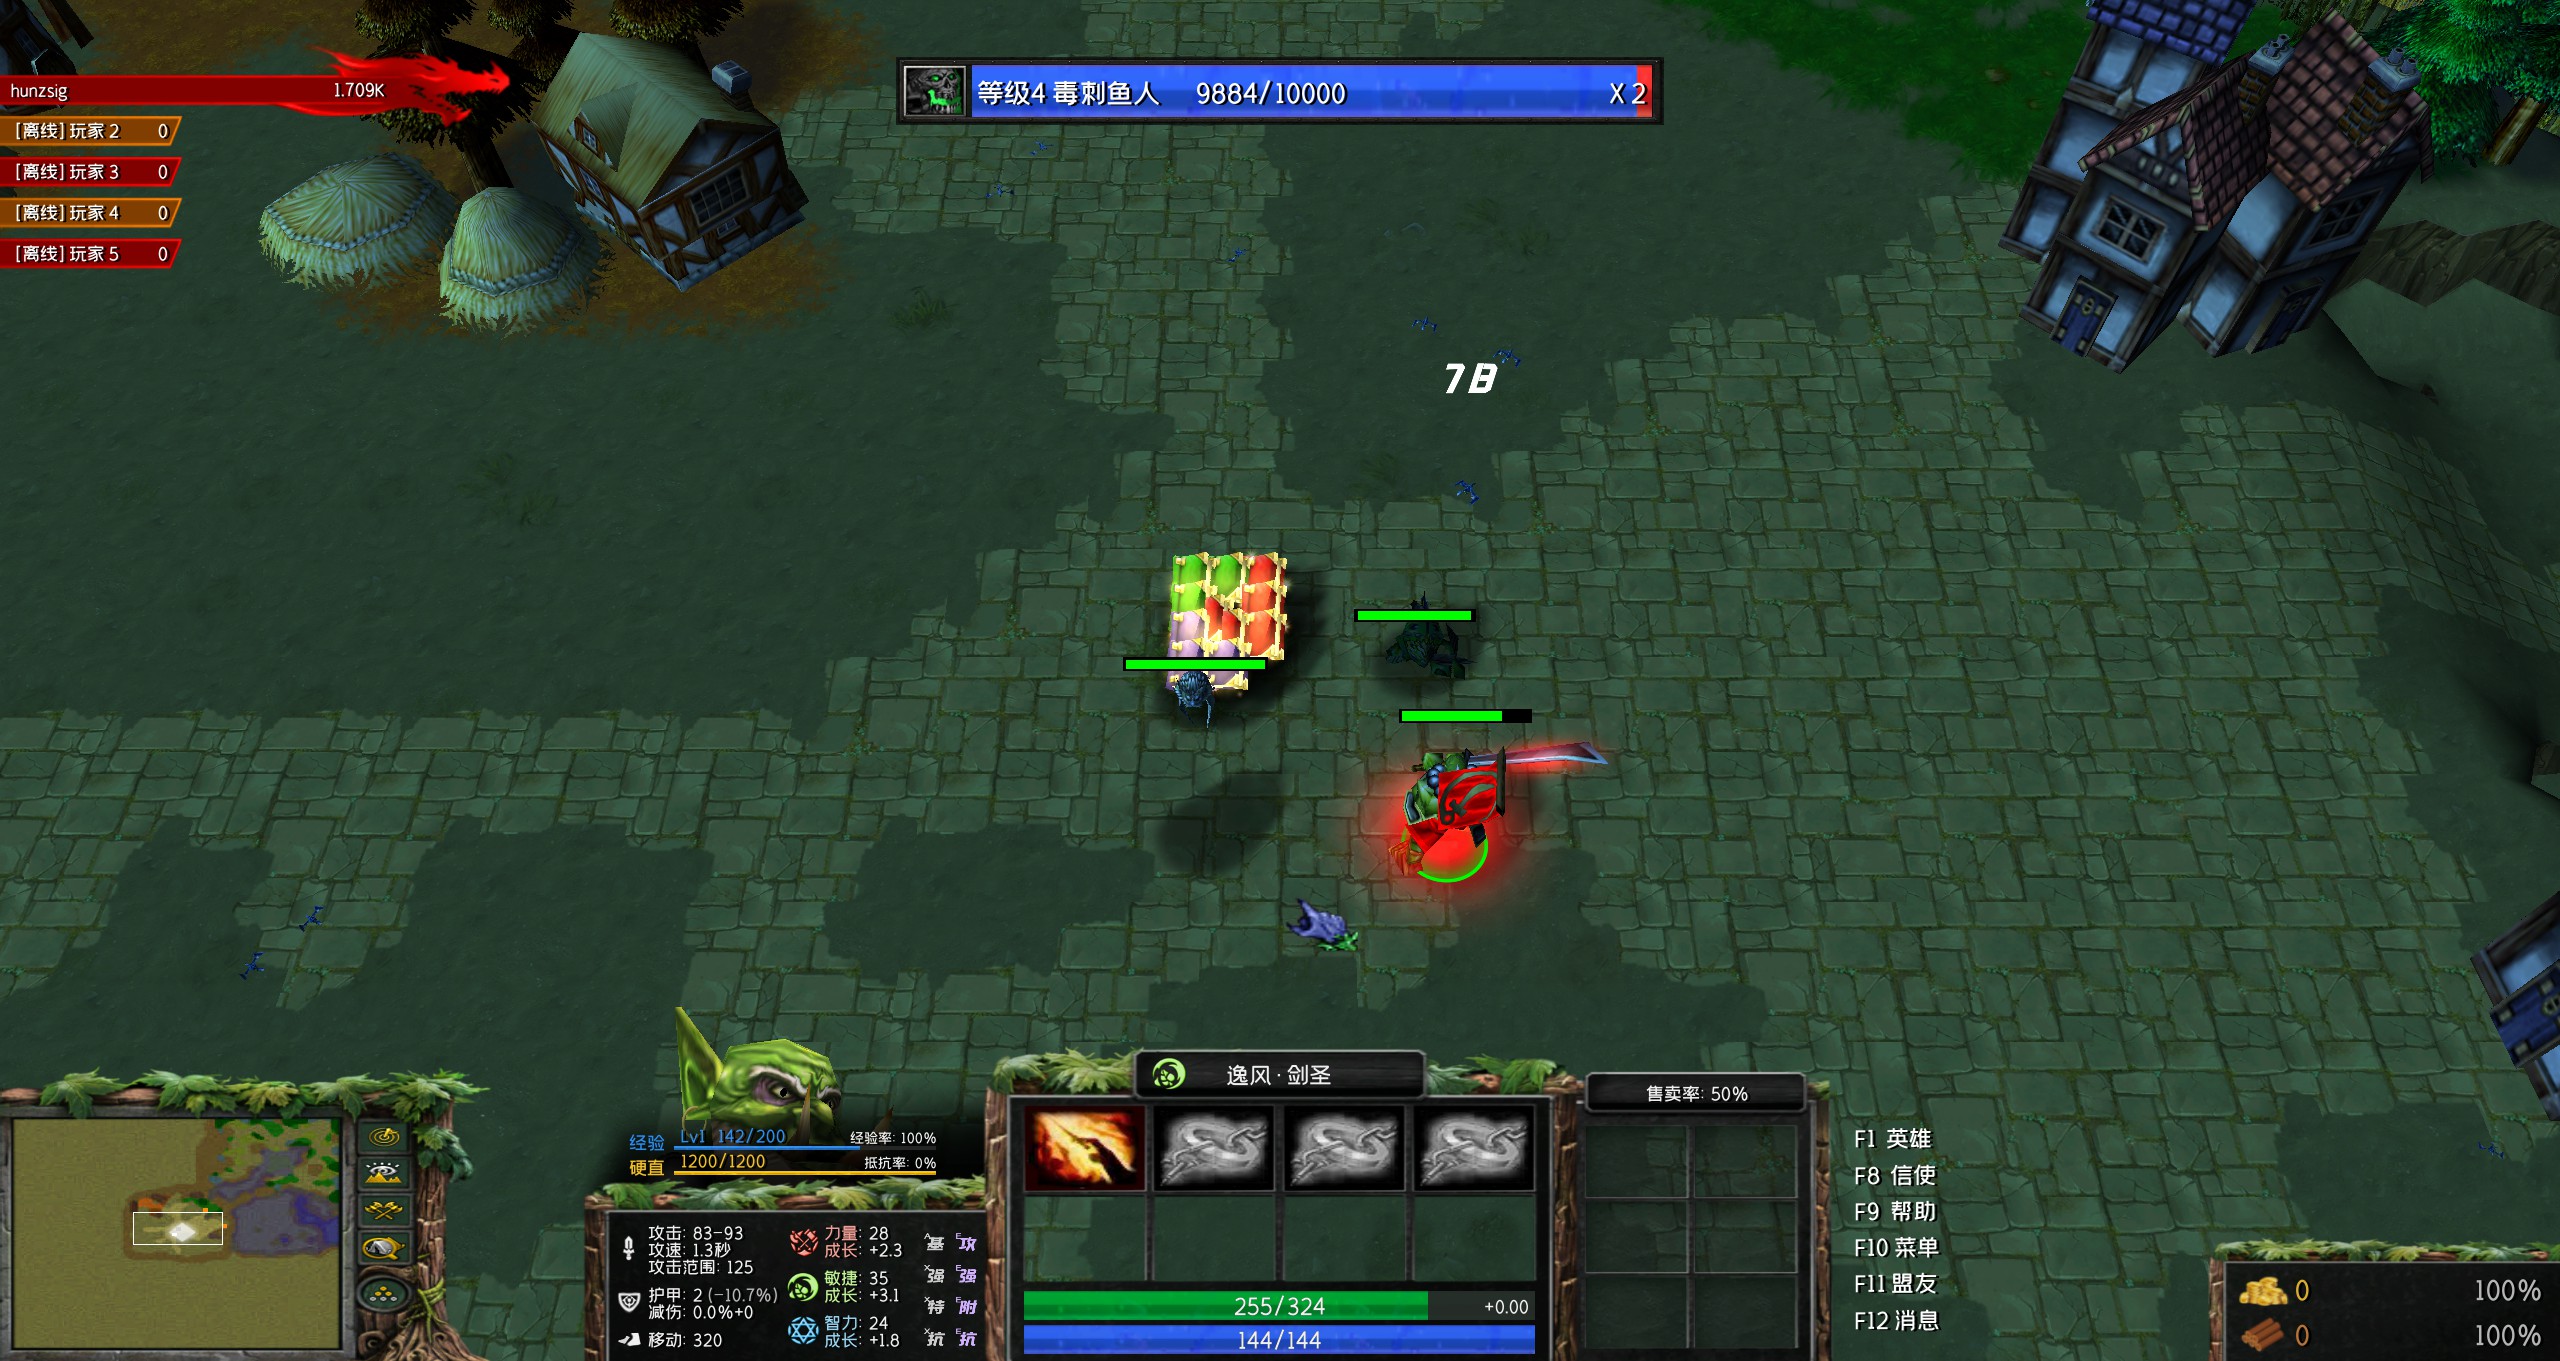 等级4 毒刺鱼人 9884/10000 X 2
hunzsig 1.709K
[离线] 玩家 2 0
[离线] 玩家 3 0
[离线] 玩家 4 0
[离线] 玩家 5 0
78
经验 Lv1 142/200 经验率: 100%
硬直 1200/1200 抵抗率: 0%
攻击: 83-93
攻速: 1.3秒
攻击范围: 125
护甲: 2 (-10.7%)
减伤: 0.0%+0
移动: 320
力量: 28
成长: +2.3
敏捷: 35
成长: +3.1
智力: 24
成长: +1.8
X 强 E 强
X 特 E 附
X 抗 E 抗
逸风·剑圣
255/324 +0.00
144/144
售卖率: 50%
F1 英雄
F8 信使
F9 帮助
F10 菜单
F11 盟友
F12 消息
0 100%
0 100%